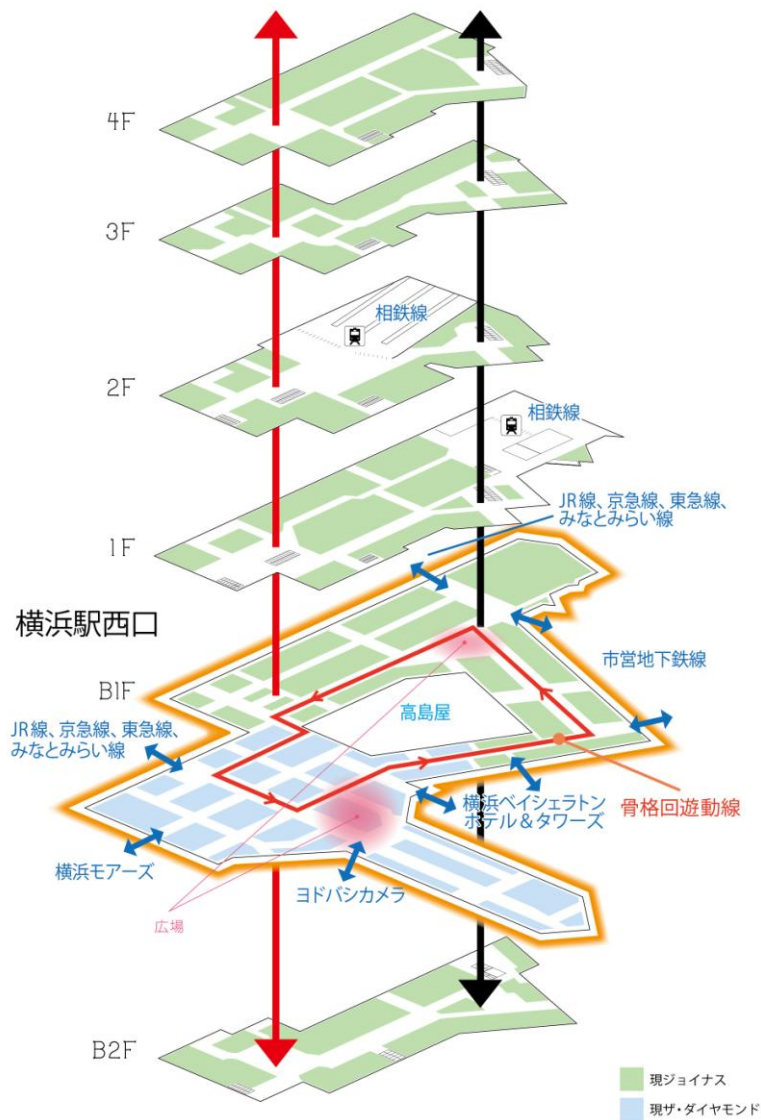 4F
3F
相鉄線
2F
相鉄線
JR線、京急線、東急線、
みなとみらい線
1F
横浜駅西口
市営地下鉄線
B1F
高島屋
JR線、京急線、東急線、
みなとみらい線
横浜ベイシェラトン
ホテル&タワーズ
骨格回遊動線
横浜モアーズ
ヨドバシカメラ
広場
B2F
現ジョイナス
現ザ・ダイヤモンド